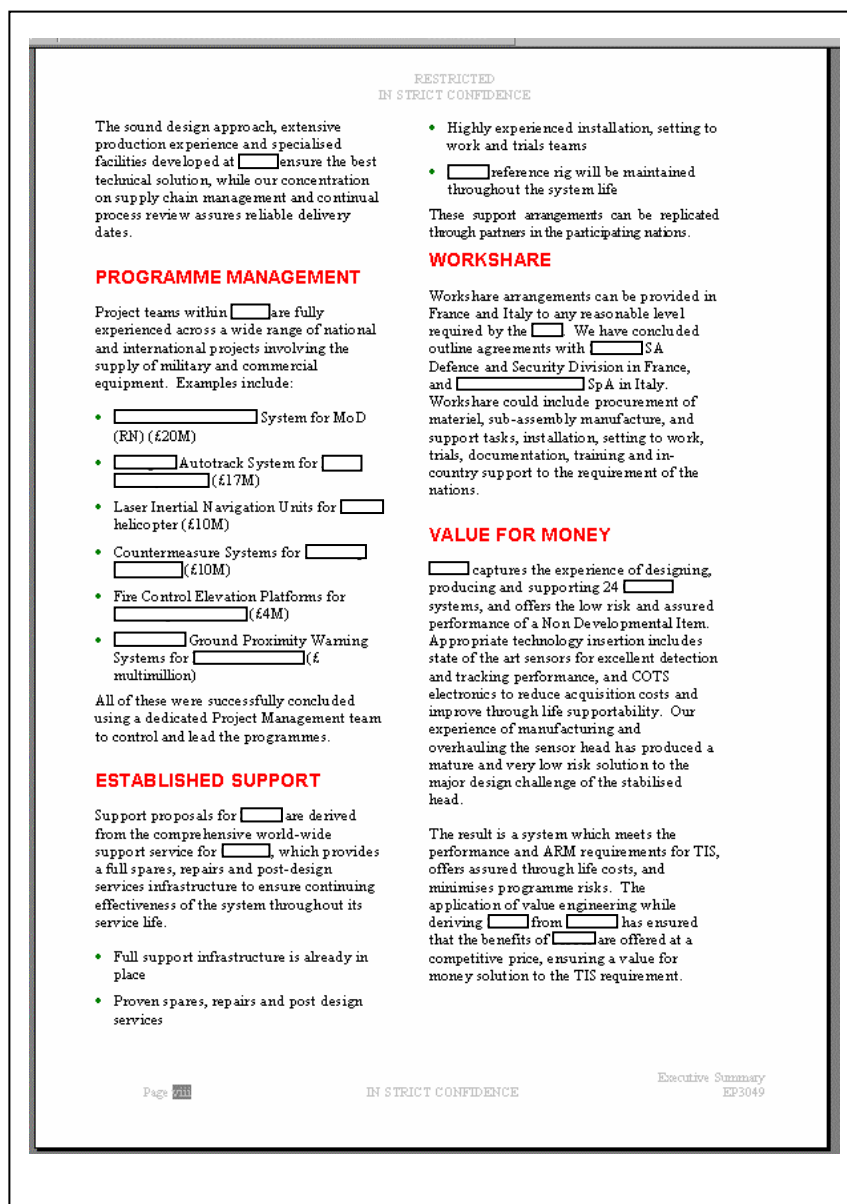 RESTRICTED
IN STRICT CONFIDENCE
The sound design approach, extensive
production experience and specialised
facilities developed at ensure the best
technical solution, while our concentration
on supply chain management and continual
process review assures reliable delivery
dates.
PROGRAMME MANAGEMENT
Project teams within are fully
experienced across a wide range of national
and international projects involving the
supply of military and commercial
equipment. Examples include:
• System for MoD
(RN) (£20M)
• Autotrack System for
(£17M)
• Laser Inertial Navigation Units for
helicopter (£10M)
• Countermeasure Systems for
(£10M)
• Fire Control Elevation Platforms for
(£4M)
• Ground Proximity Warning
Systems for (£
multimillion)
All of these were successfully concluded
using a dedicated Project Management team
to control and lead the programmes.
ESTABLISHED SUPPORT
Support proposals for are derived
from the comprehensive world-wide
support service for , which provides
a full spares, repairs and post-design
services infrastructure to ensure continuing
effectiveness of the system throughout its
service life.
• Full support infrastructure is already in
place
• Proven spares, repairs and post design
services
• Highly experienced installation, setting to
work and trials teams
• reference rig will be maintained
throughout the system life
These support arrangements can be replicated
through partners in the participating nations.
WORKSHARE
Workshare arrangements can be provided in
France and Italy to any reasonable level
required by the . We have concluded
outline agreements with SA
Defence and Security Division in France,
and SpA in Italy.
Workshare could include procurement of
materiel, sub-assembly manufacture, and
support tasks, installation, setting to work,
trials, documentation, training and in-
country support to the requirement of the
nations.
VALUE FOR MONEY
captures the experience of designing,
producing and supporting 24
systems, and offers the low risk and assured
performance of a Non Developmental Item.
Appropriate technology insertion includes
state of the art sensors for excellent detection
and tracking performance, and COTS
electronics to reduce acquisition costs and
improve through life supportability. Our
experience of manufacturing and
overhauling the sensor head has produced a
mature and very low risk solution to the
major design challenge of the stabilised
head.
The result is a system which meets the
performance and ARM requirements for TIS,
offers assured through life costs, and
minimises programme risks. The
application of value engineering while
deriving from has ensured
that the benefits of are offered at a
competitive price, ensuring a value for
money solution to the TIS requirement.
Executive Summary
Page viii IN STRICT CONFIDENCE EP3049